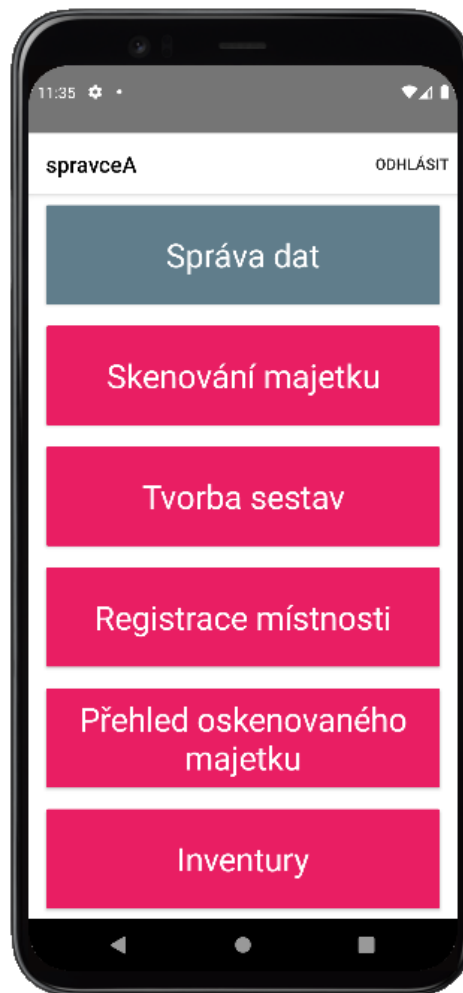 11:35
spravceA
ODHLÁSIT
Správa dat
Skenování majetku
Tvorba sestav
Registrace místnosti
Přehled oskenovaného
majetku
Inventury